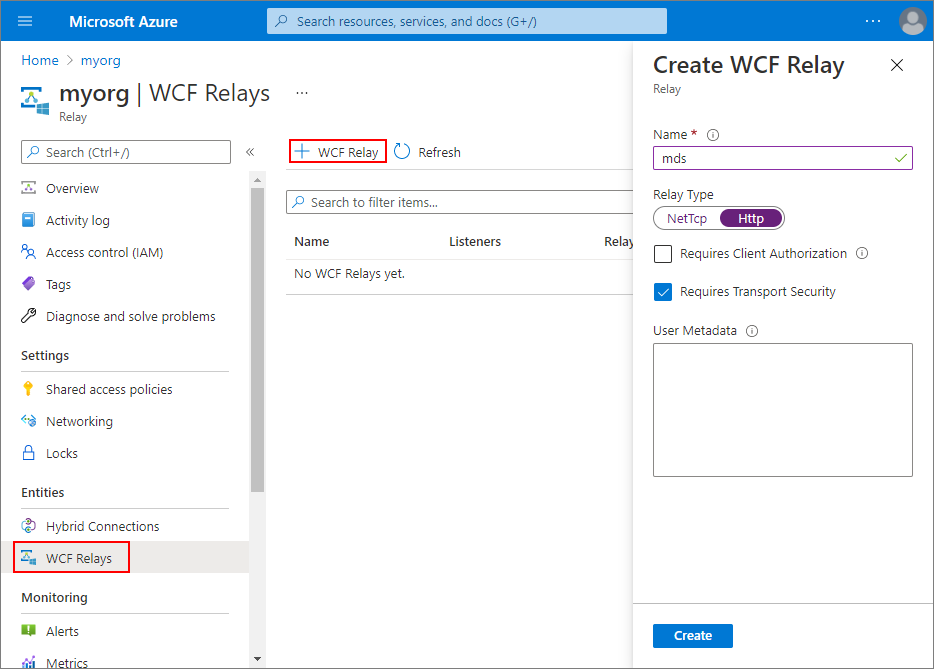 Microsoft Azure
Search resources, services, and docs (G+/)
...
Home > myorg
myorg | WCF Relays ...
Relay
Search (Ctrl+/)
«
Overview
Activity log
Access control (IAM)
Tags
Diagnose and solve problems
Settings
Shared access policies
Networking
Locks
Entities
Hybrid Connections
WCF Relays
Monitoring
Alerts
Metrics
+ WCF Relay
Refresh
Search to filter items...
Name Listeners Relay
No WCF Relays yet.
Create WCF Relay
Relay
Name *
mds
Relay Type
NetTcp Http
Requires Client Authorization
Requires Transport Security
User Metadata
Create